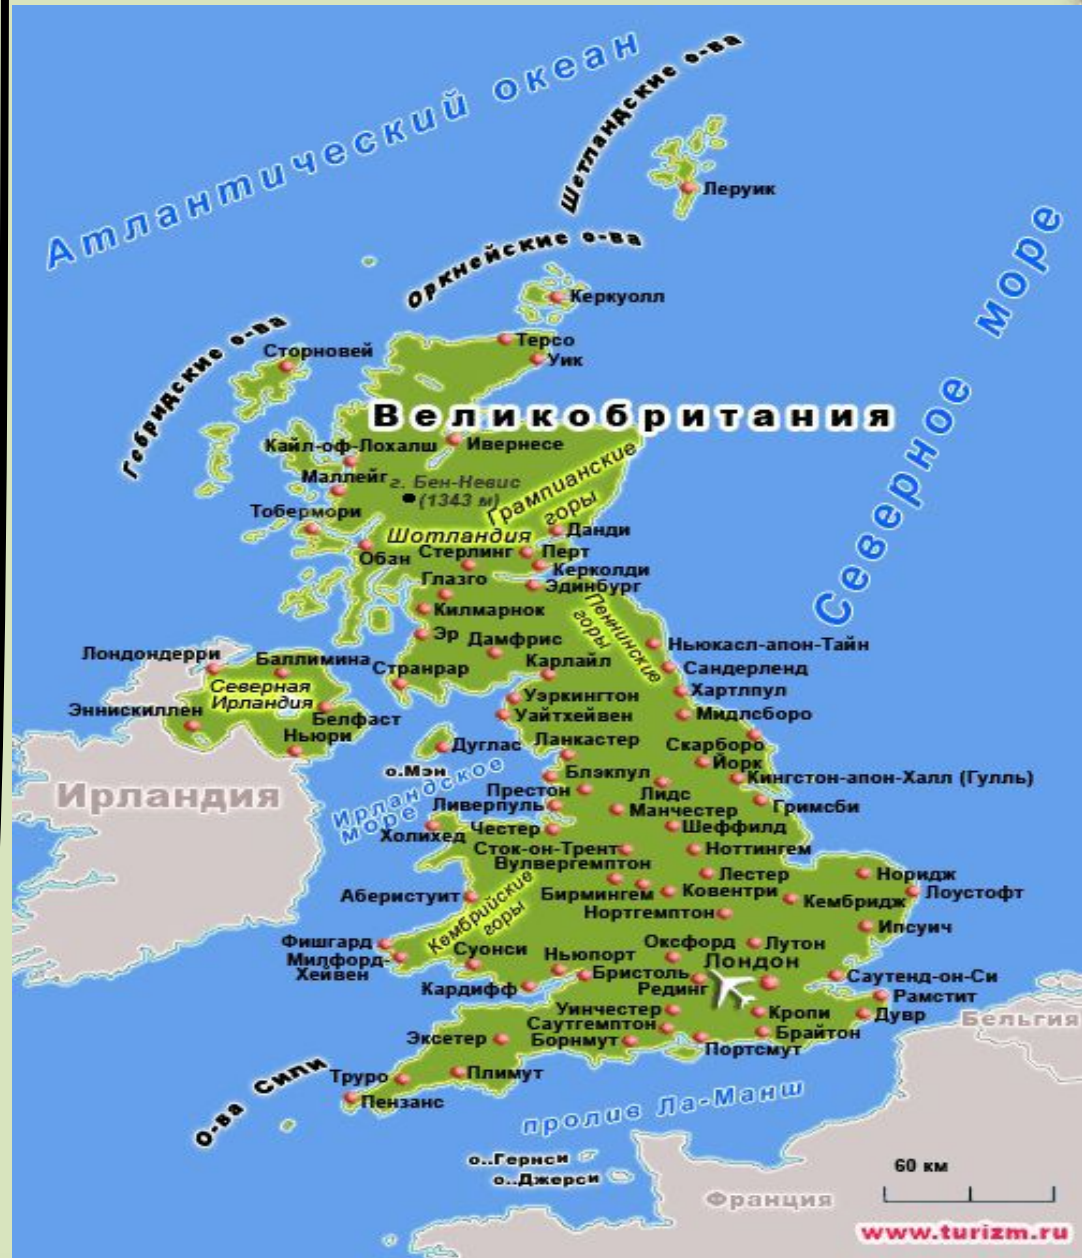 Атлантический океан
Шетландские о-ва
Леруик
Северное море
Оркнейские о-ва
Керкуолл
Гебридские о-ва
Сторновей
Терсо
Уик
Великобритания
Кайл-оф-Лохалш
Ивернесе
Маллейг
г. Бен-Невис
(1343 м)
Грампианские
горы
Тобермори
Шотландия
Данди
Обан
Стерлинг
Перт
Керколди
Глазго
Эдинбург
Килмарнок
Пеннинские
горы
Эр
Дамфрис
Ньюкасл-апон-Тайн
Лондондерри
Баллимина
Странрар
Карлайл
Сандерленд
Северная
Ирландия
Уэркингтон
Хартлпул
Эннискиллен
Белфаст
Уайтхейвен
Мидлсборо
Ньюри
Дуглас
Ланкастер
Скарборо
о.Мэн
Йорк
Ирландское
море
Блэкпул
Кингстон-апон-Халл (Гулль)
Ирландия
Престон
Лидс
Ливерпуль
Манчестер
Гримсби
Холихед
Честер
Шеффилд
Сток-он-Трент
Ноттингем
Вулвергемптон
Лестер
Норидж
Аберистуит
Кембрийские
горы
Бирмингем
Ковентри
Кембридж
Лоустофт
Нортгемптон
Ипсуич
Фишгард
Суонси
Ньюпорт
Оксфорд
Лутон
Милфорд-
Хейвен
Лондон
Кардифф
Бристоль
Рединг
Саутенд-он-Си
Рамстит
Уинчестер
Кропи
Дувр
Бельгия
Эксетер
Саутгемптон
Борнмут
Брайтон
Портсмут
О-ва Сили
Труро
Плимут
Пензанс
пролив Ла-Манш
о..Гернси
о..Джерси
60 км
Франция
www.turizm.ru